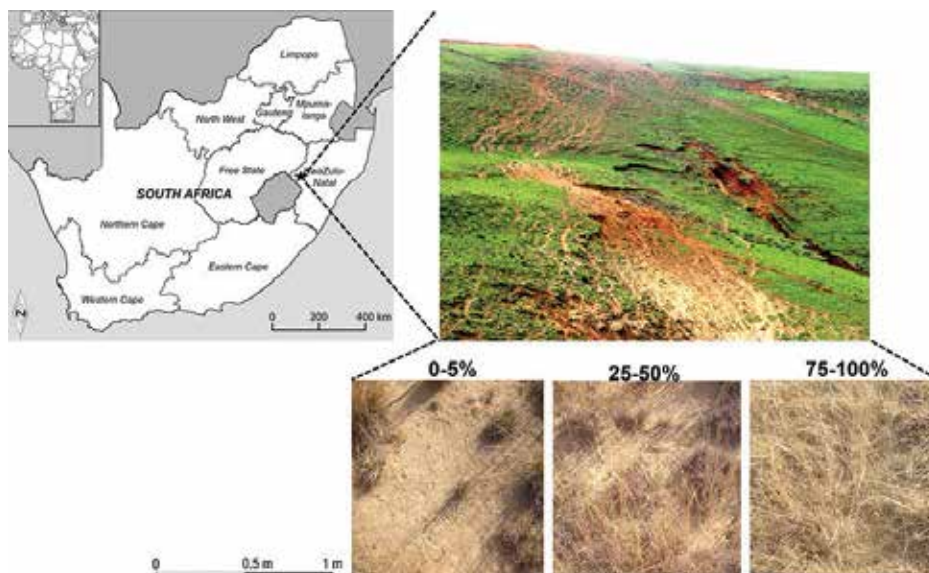 Limpopo
North West
Gauteng
Mpuma-
langa
Free State
KwaZulu-
Natal
SOUTH AFRICA
Northern Cape
Eastern Cape
Western Cape
N
0 200 400 km
0-5%
25-50%
75-100%
0 0,5 m 1 m